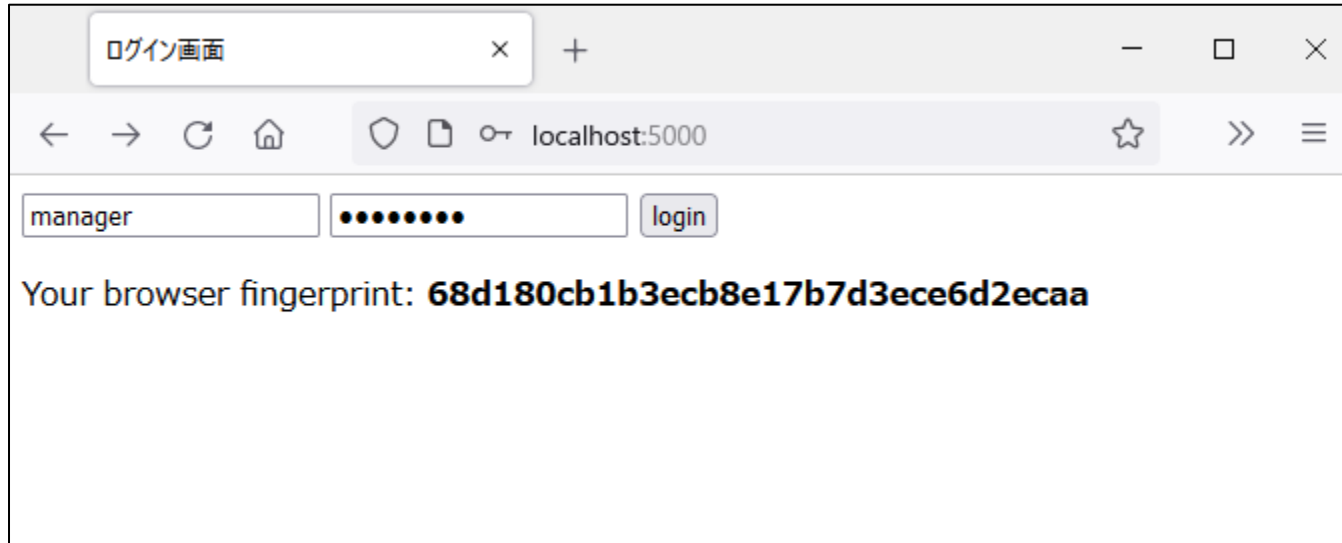 ログイン画面
localhost:5000
manager ●●●●●●●● login
Your browser fingerprint: 68d180cb1b3ecb8e17b7d3ece6d2ecaa